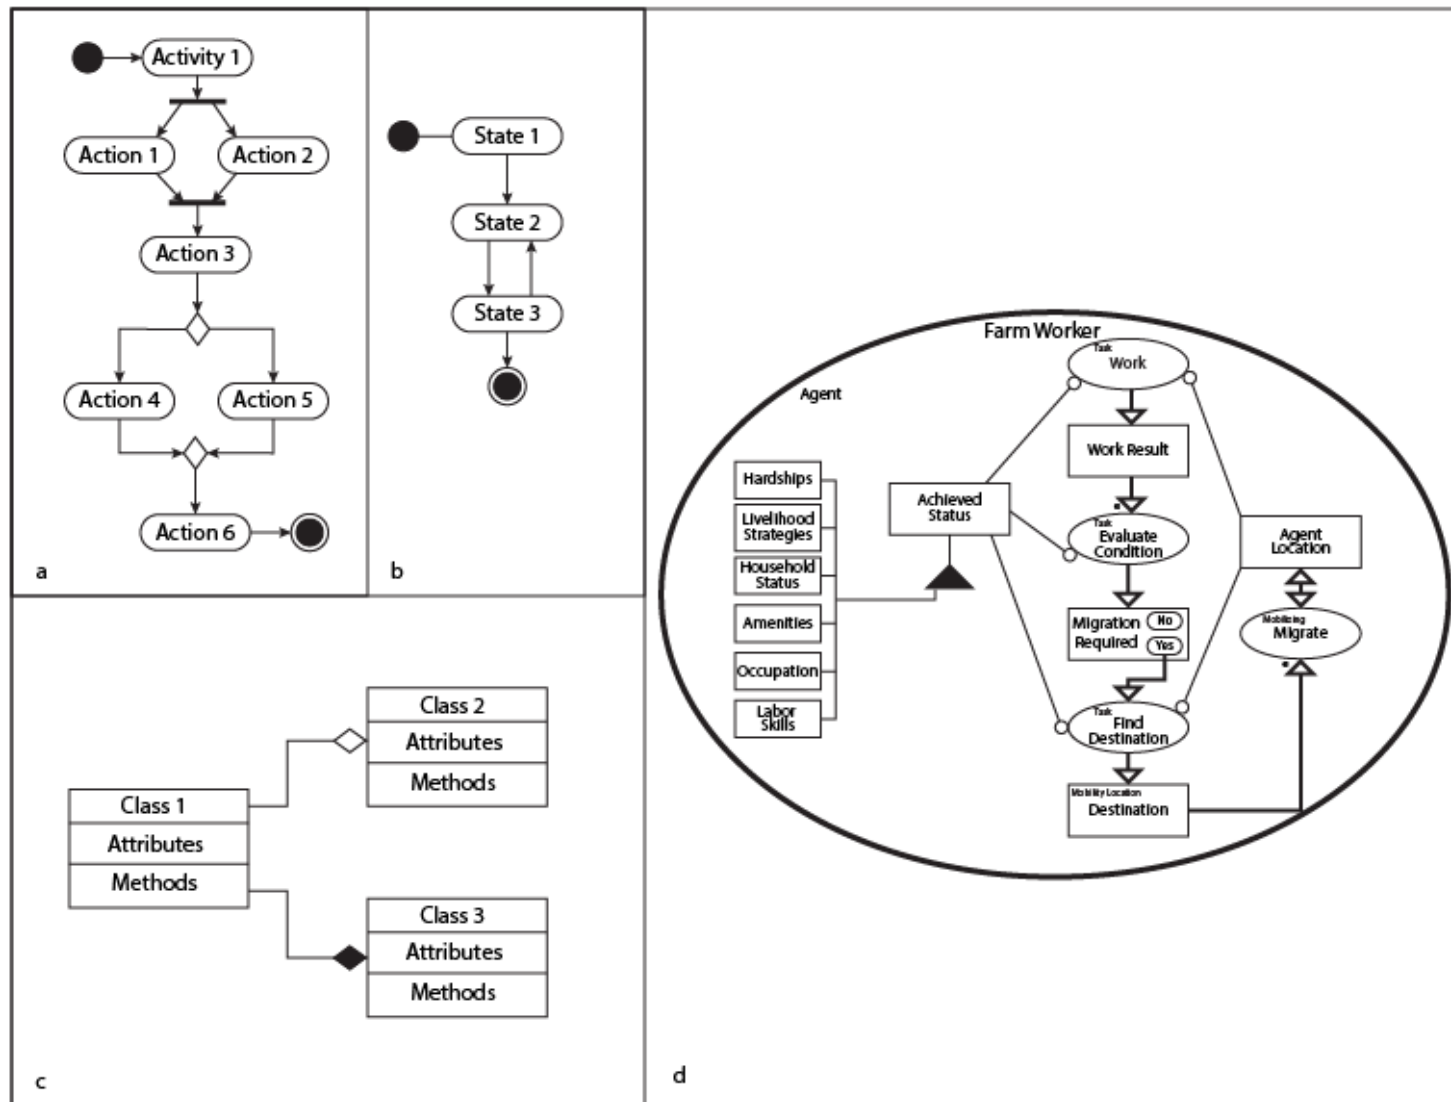 Activity 1
Action 1
Action 2
Action 3
Action 4
Action 5
Action 6
a
State 1
State 2
State 3
b
Class 1
Attributes
Methods
Class 2
Attributes
Methods
Class 3
Attributes
Methods
c
Farm Worker
Agent
Hardships
Livelihood
Strategies
Household
Status
Amenities
Occupation
Labor
Skills
Achieved
Status
Task
Work
Work Result
Task
Evaluate
Condition
Migration
Required
No
Yes
Task
Find
Destination
Mobility Location
Destination
Agent
Location
Mobilizing
Migrate
d